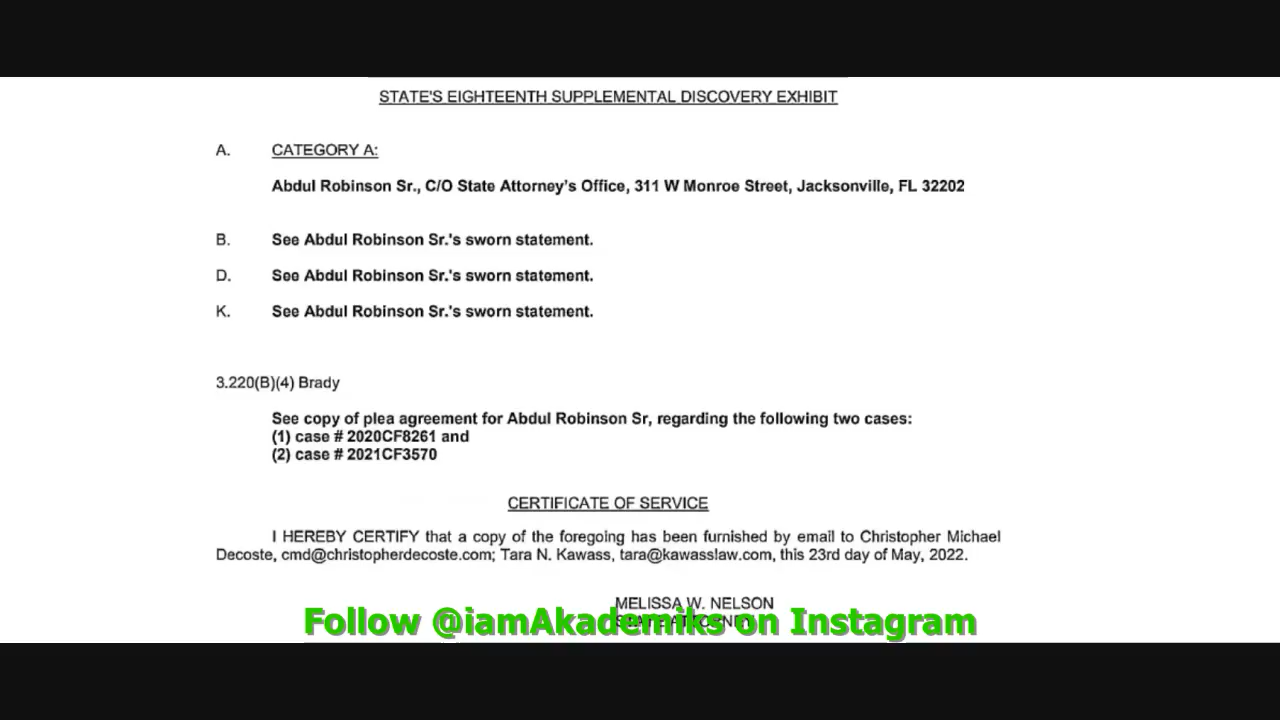 STATE'S EIGHTEENTH SUPPLEMENTAL DISCOVERY EXHIBIT
A. CATEGORY A:
Abdul Robinson Sr., C/O State Attorney's Office, 311 W Monroe Street, Jacksonville, FL 32202
B. See Abdul Robinson Sr.'s sworn statement.
D. See Abdul Robinson Sr.'s sworn statement.
K. See Abdul Robinson Sr.'s sworn statement.
3.220(B)(4) Brady
See copy of plea agreement for Abdul Robinson Sr, regarding the following two cases:
(1) case # 2020CF8261 and
(2) case # 2021CF3570
CERTIFICATE OF SERVICE
I HEREBY CERTIFY that a copy of the foregoing has been furnished by email to Christopher Michael
Decoste, cmd@christopherdecoste.com; Tara N. Kawass, tara@kawasslaw.com, this 23rd day of May, 2022.
MELISSA W. NELSON
STATE ATTORNEY
Follow @iamAkademiks on Instagram